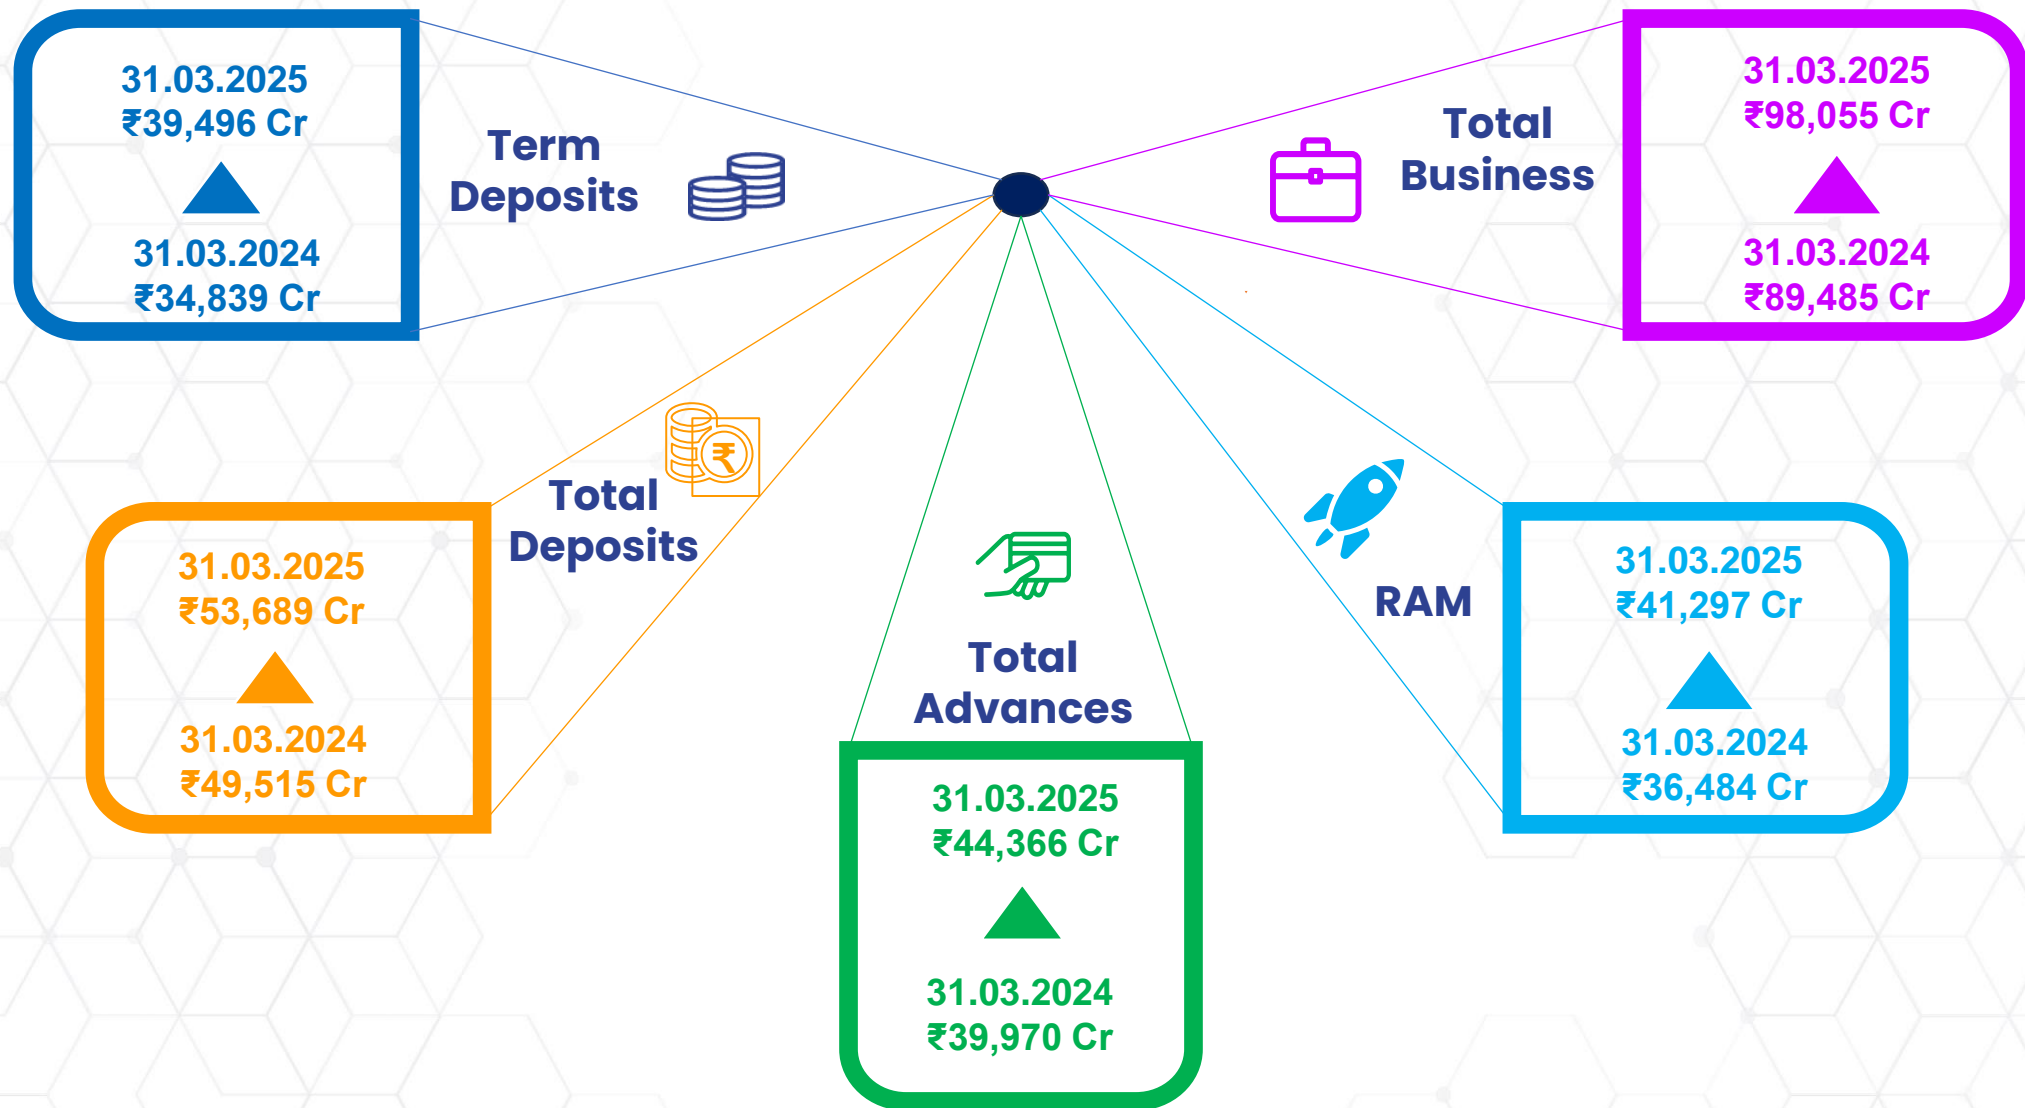 31.03.2025
₹39,496 Cr
31.03.2024
₹34,839 Cr
Term
Deposits
Total
Business
31.03.2025
₹98,055 Cr
31.03.2024
₹89,485 Cr
₹
Total
Deposits
31.03.2025
₹53,689 Cr
31.03.2024
₹49,515 Cr
Total
Advances
31.03.2025
₹44,366 Cr
31.03.2024
₹39,970 Cr
RAM
31.03.2025
₹41,297 Cr
31.03.2024
₹36,484 Cr